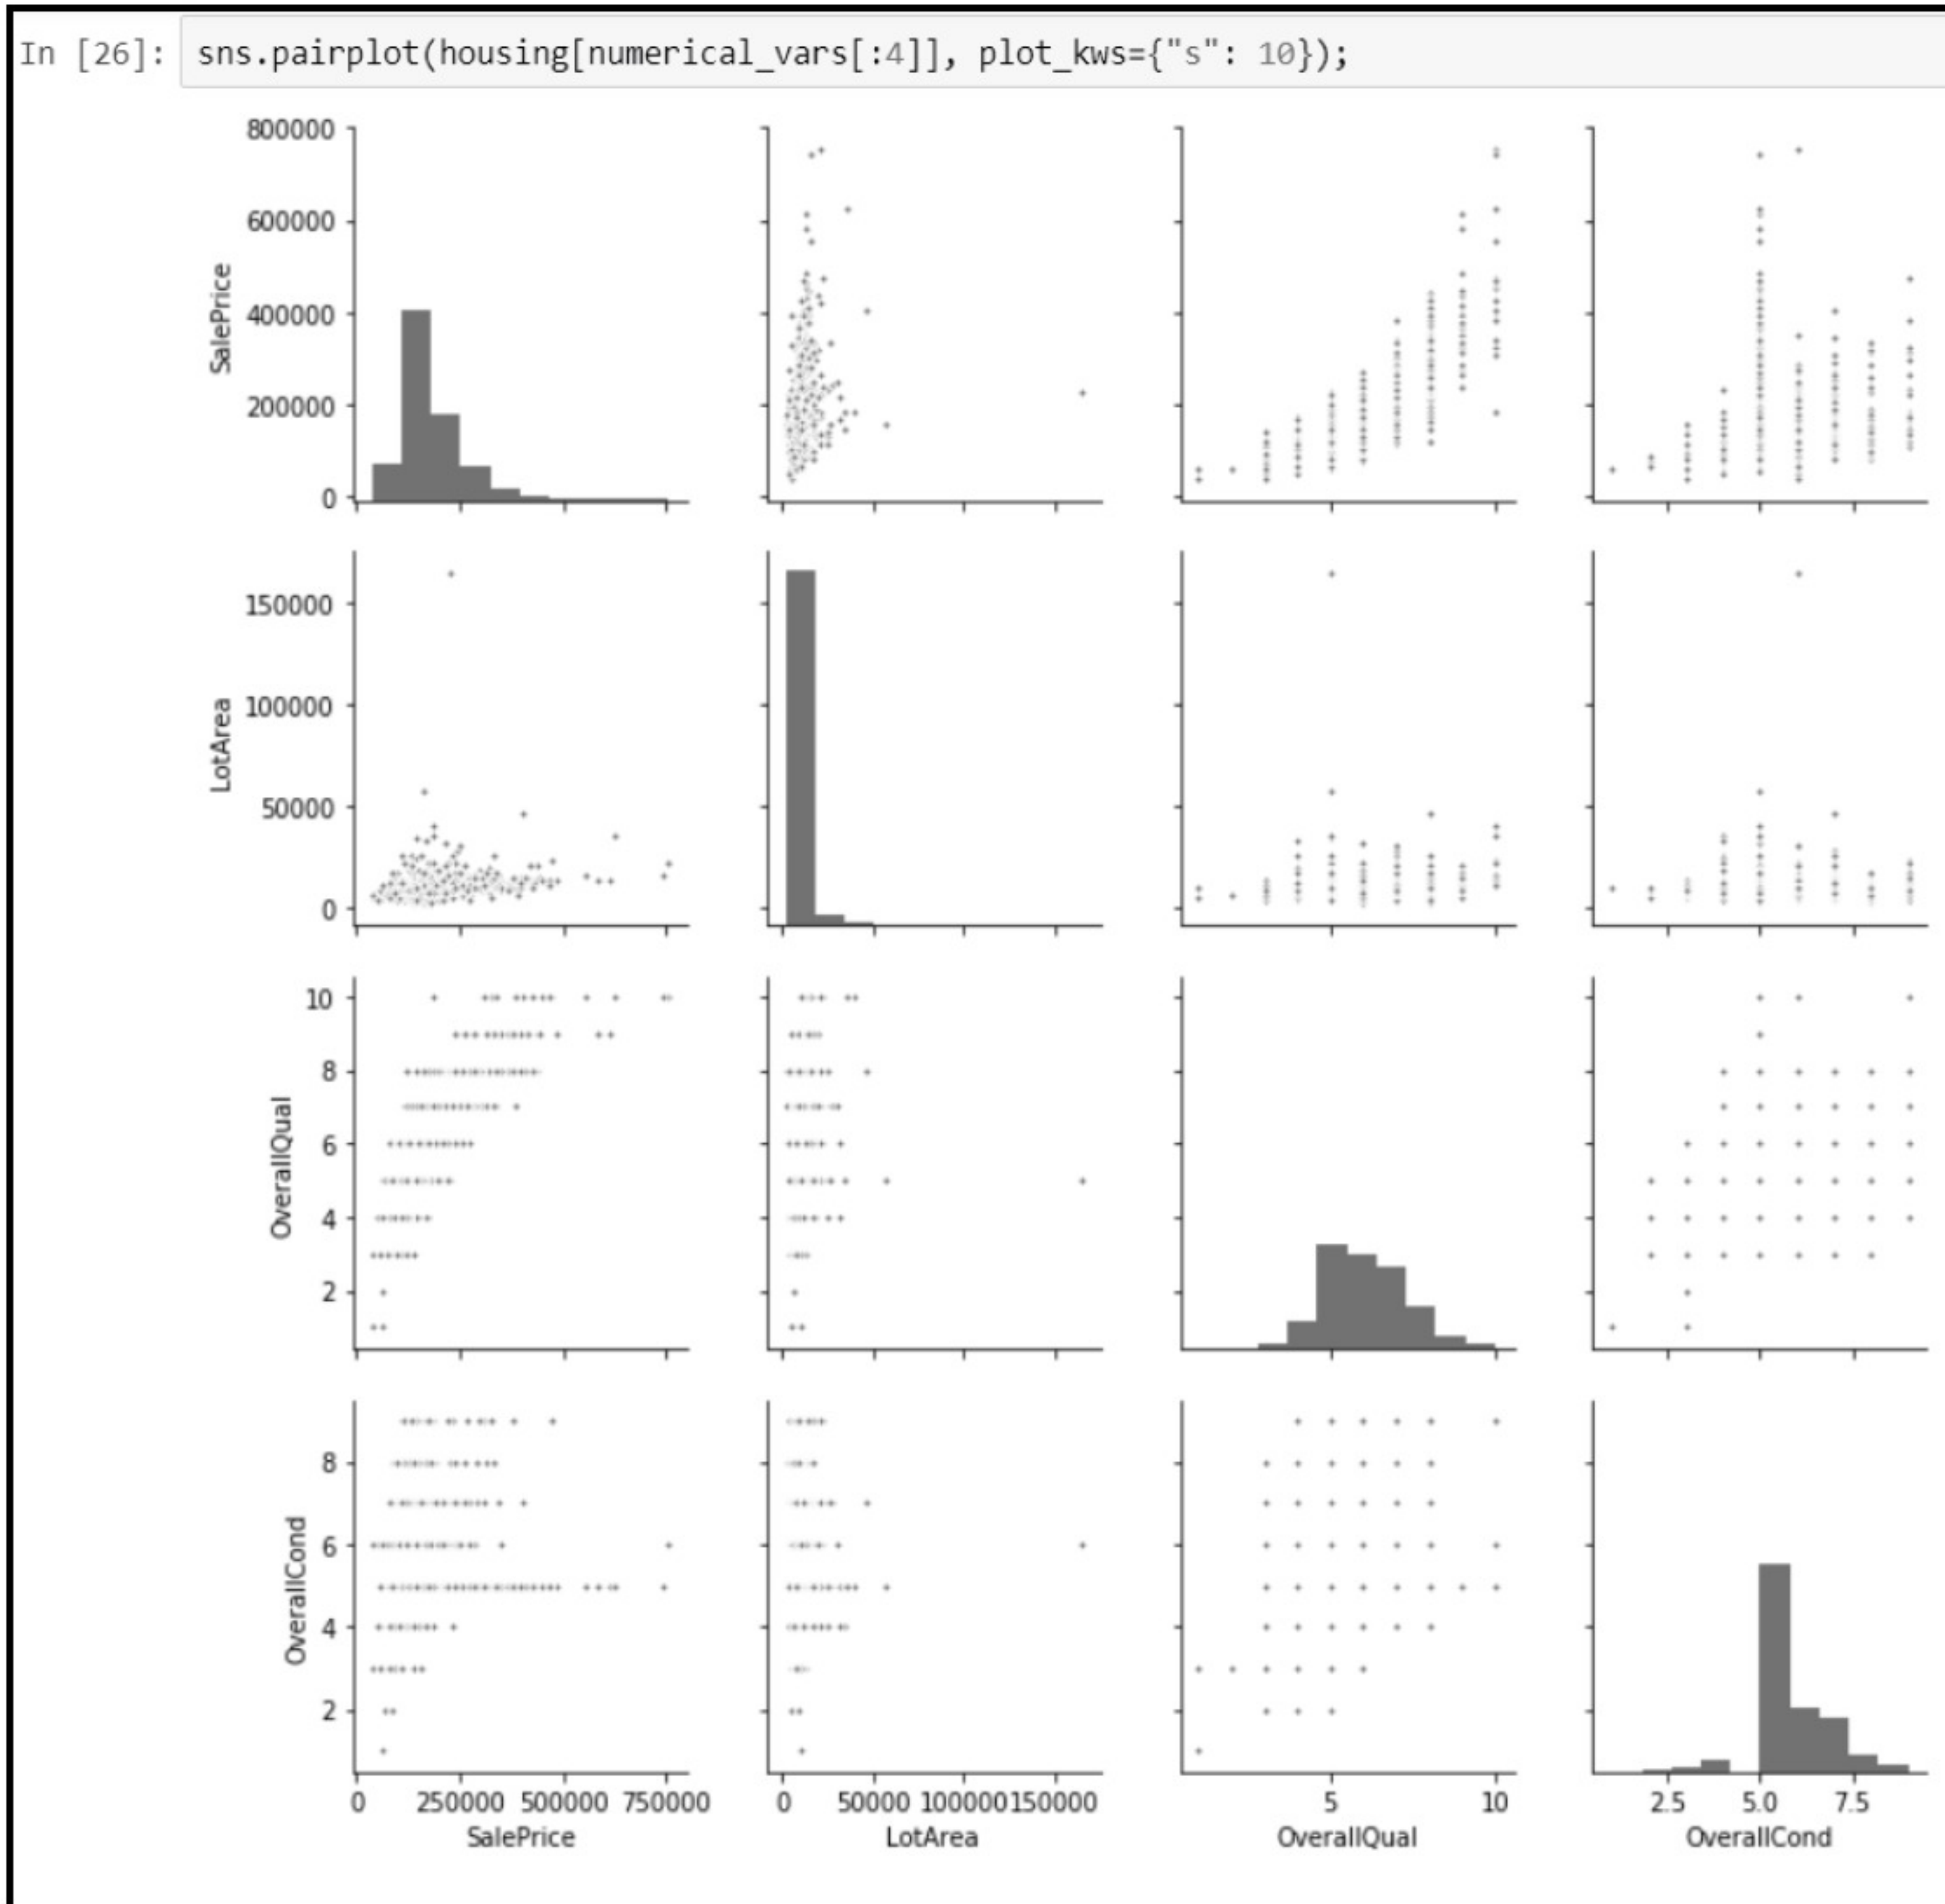 In [26]: sns.pairplot(housing[numerical_vars[:4]], plot_kws={"s": 10});
800000
600000
400000
200000
0
SalePrice
150000
100000
50000
0
LotArea
10
8
6
4
2
OverallQual
8
6
4
2
OverallCond
0 250000 500000 750000 0 50000 100000 150000 5 10 2.5 5.0 7.5
SalePrice LotArea OverallQual OverallCond